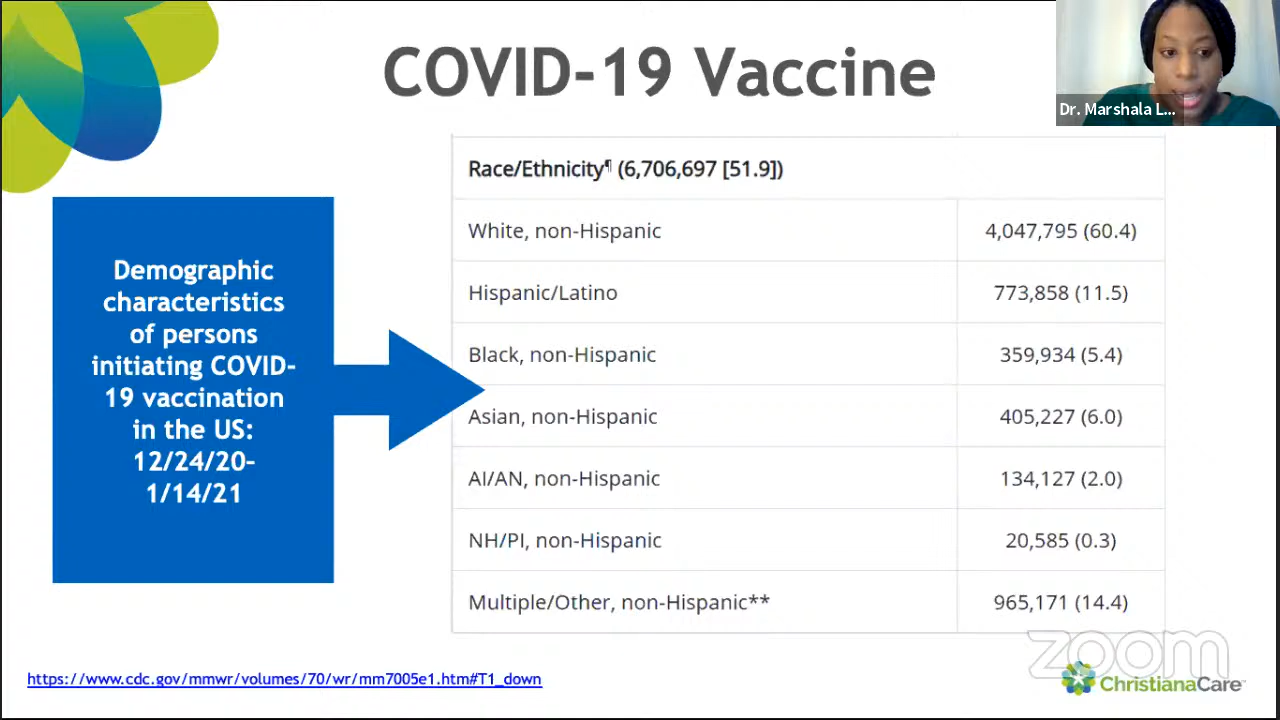 COVID-19 Vaccine
Dr. Marshala L...
Demographic
characteristics
of persons
initiating COVID-
19 vaccination
in the US:
12/24/20-
1/14/21
Race/Ethnicity¶ (6,706,697 [51.9])
White, non-Hispanic 4,047,795 (60.4)
Hispanic/Latino 773,858 (11.5)
Black, non-Hispanic 359,934 (5.4)
Asian, non-Hispanic 405,227 (6.0)
AI/AN, non-Hispanic 134,127 (2.0)
NH/PI, non-Hispanic 20,585 (0.3)
Multiple/Other, non-Hispanic** 965,171 (14.4)
https://www.cdc.gov/mmwr/volumes/70/wr/mm7005e1.htm#T1_down
zoom
ChristianaCare™